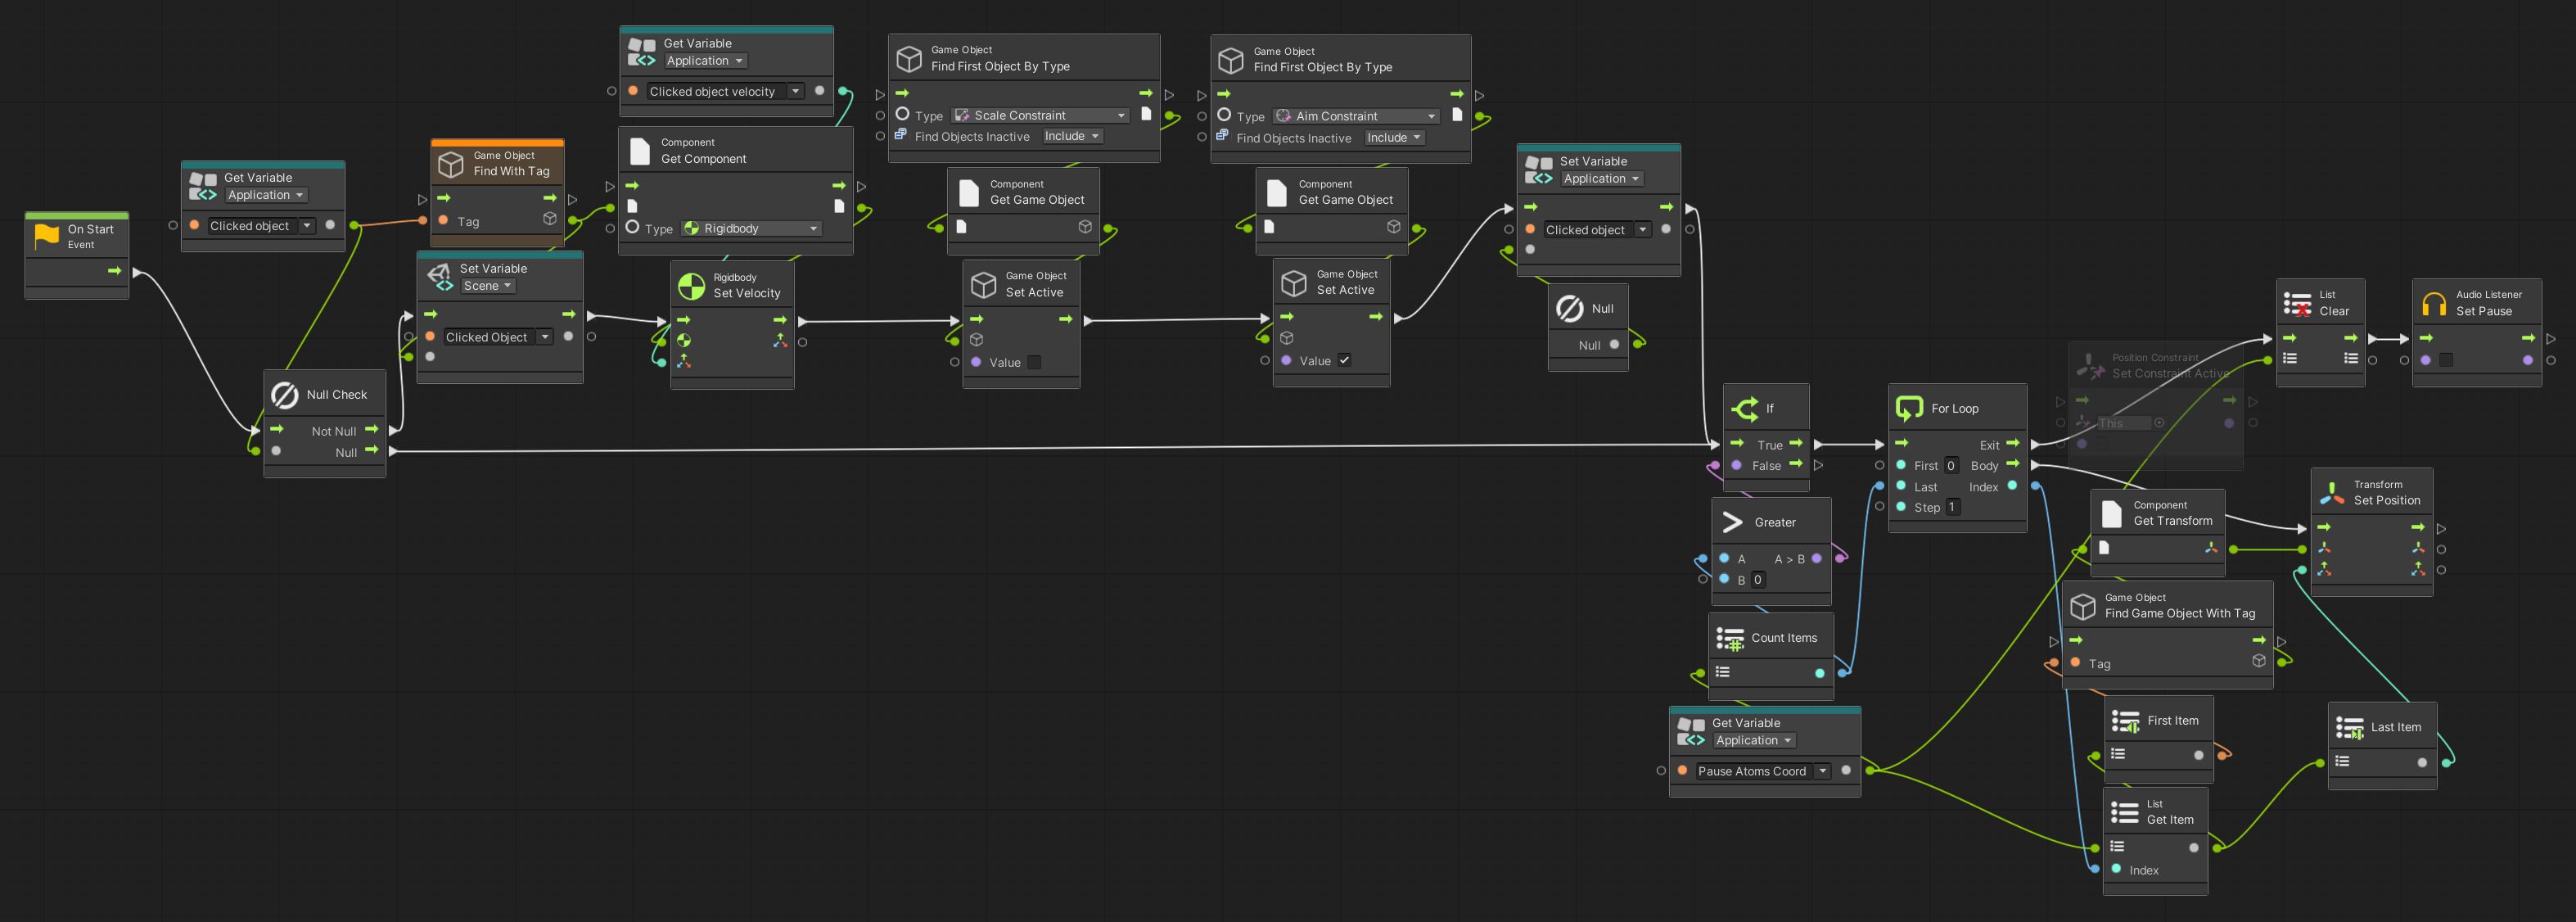 On Start
Event
Get Variable
Application
Clicked object
Null Check
Not Null
Null
Game Object
Find With Tag
Tag
Set Variable
Scene
Clicked Object
Get Variable
Application
Clicked object velocity
Component
Get Component
Type Rigidbody
Rigidbody
Set Velocity
Game Object
Find First Object By Type
Type Scale Constraint
Find Objects Inactive Include
Component
Get Game Object
Game Object
Set Active
Value
Game Object
Find First Object By Type
Type Aim Constraint
Find Objects Inactive Include
Component
Get Game Object
Game Object
Set Active
Value
Set Variable
Application
Clicked object
Null
Null
If
True
False
Greater
A A > B
B 0
Count Items
Get Variable
Application
Pause Atoms Coord
For Loop
Exit
First 0 Body
Last Index
Step 1
Position Constraint
Set Constraint Active
This
Component
Get Transform
Game Object
Find Game Object With Tag
Tag
First Item
List
Get Item
Index
Transform
Set Position
Last Item
List
Clear
Audio Listener
Set Pause